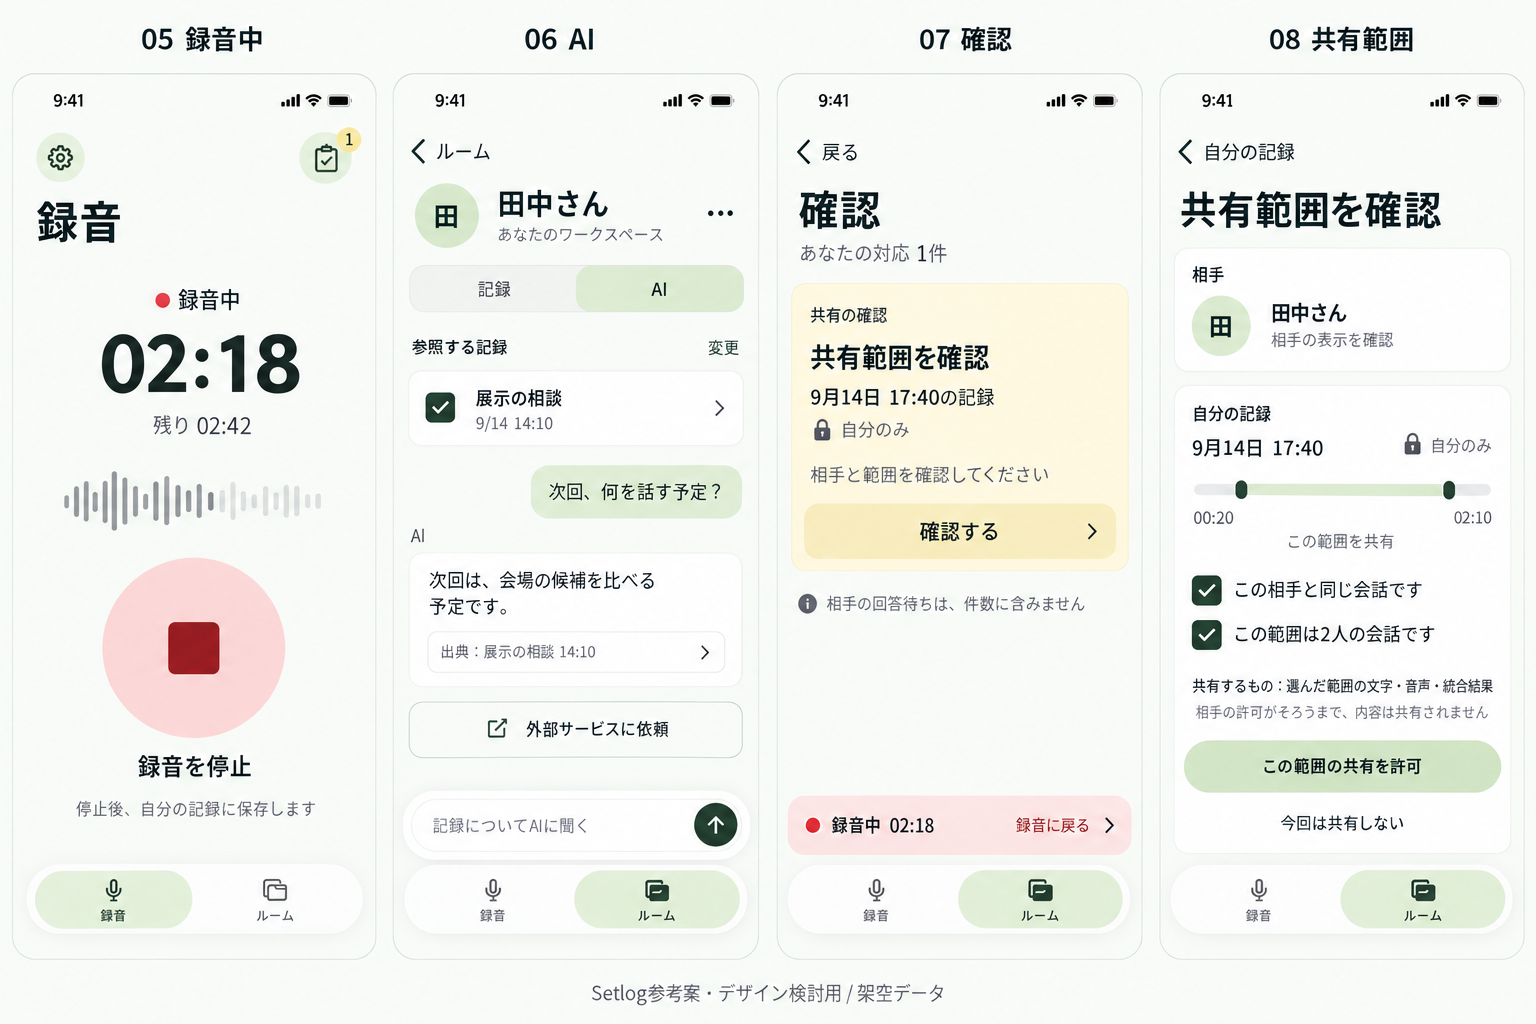 05 録音中
9:41
1
録音
録音中
02:18
残り 02:42
録音を停止
停止後、自分の記録に保存します
録音
ルーム
06 AI
9:41
ルーム
田
田中さん
あなたのワークスペース
記録
AI
参照する記録
変更
展示の相談
9/14 14:10
次回、何を話す予定？
AI
次回は、会場の候補を比べる
予定です。
出典：展示の相談 14:10
外部サービスに依頼
記録についてAIに聞く
録音
ルーム
07 確認
9:41
戻る
確認
あなたの対応 1件
共有の確認
共有範囲を確認
9月14日 17:40の記録
自分のみ
相手と範囲を確認してください
確認する
相手の回答待ちは、件数に含みません
録音中 02:18
録音に戻る
録音
ルーム
08 共有範囲
9:41
自分の記録
共有範囲を確認
相手
田
田中さん
相手の表示を確認
自分の記録
9月14日 17:40
自分のみ
00:20
02:10
この範囲を共有
この相手と同じ会話です
この範囲は2人の会話です
共有するもの：選んだ範囲の文字・音声・統合結果
相手の許可がそろうまで、内容は共有されません
この範囲の共有を許可
今回は共有しない
録音
ルーム
Setlog参考案・デザイン検討用 / 架空データ